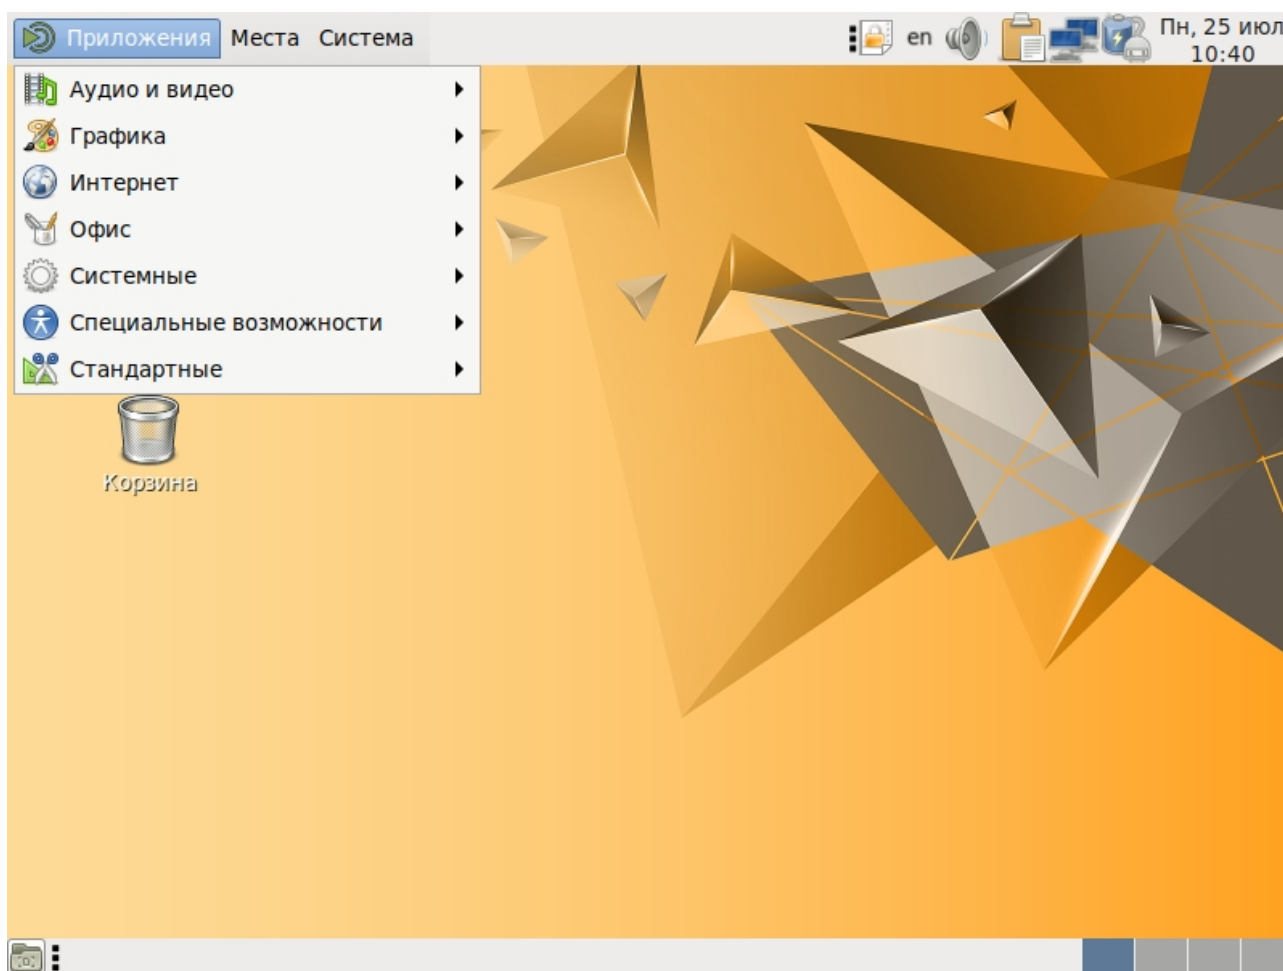 Приложения Места Система
en
Пн, 25 июл
10:40
Аудио и видео
Графика
Интернет
Офис
Системные
Специальные возможности
Стандартные
Корзина